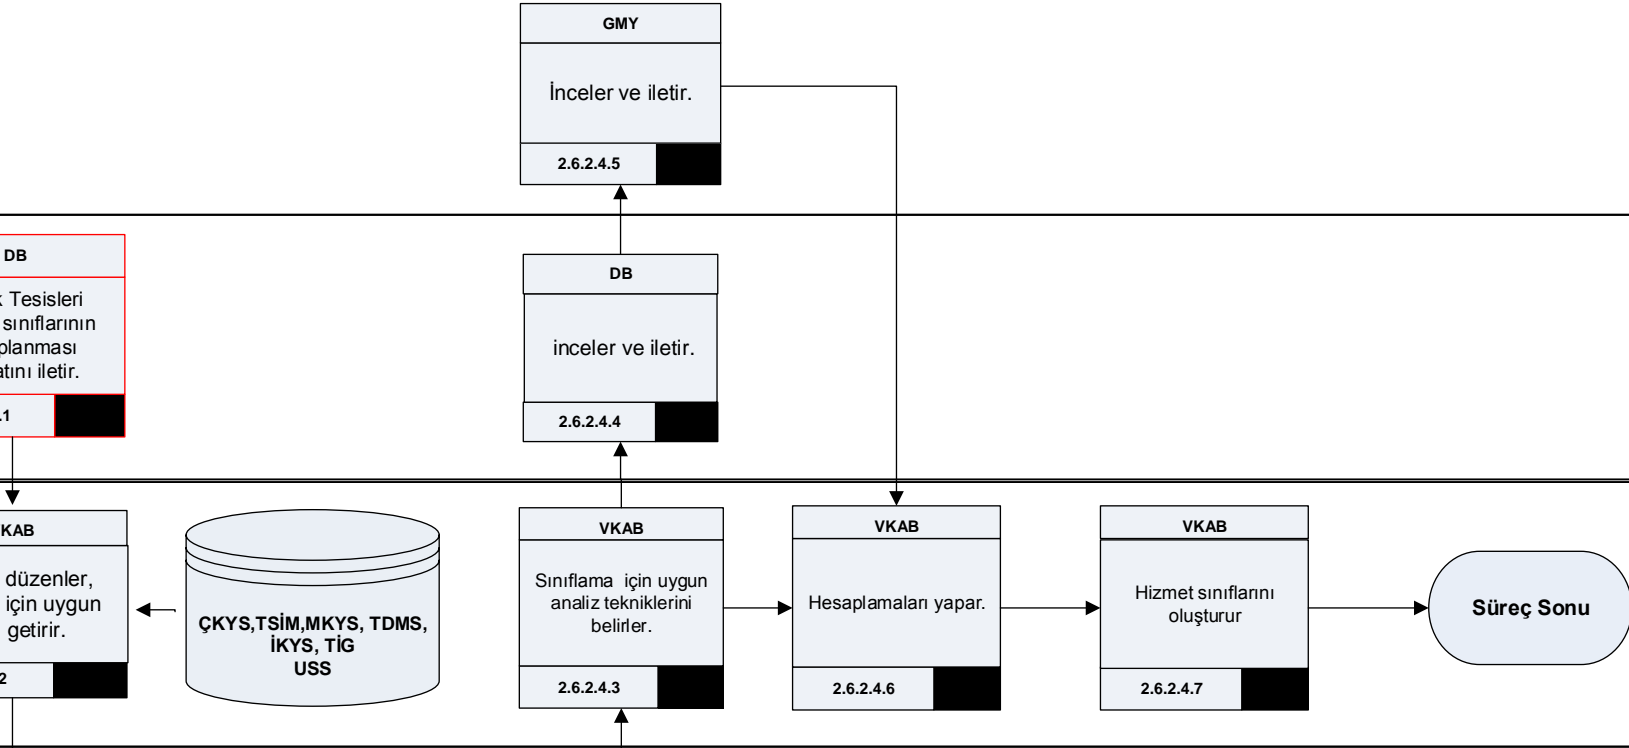 GMY
İnceler ve iletir.
2.6.2.4.5
DB
Tesisleri
sınıflarının
iletir.
.1
DB
inceler ve iletir.
2.6.2.4.4
KAB
düzenler,
için uygun
getirir.
2
ÇKYS,TSİM,MKYS, TDMS,
İKYS, TİG
USS
VKAB
Sınıflama için uygun
analiz tekniklerini
belirler.
2.6.2.4.3
VKAB
Hesaplamaları yapar.
2.6.2.4.6
VKAB
Hizmet sınıflarını
oluşturur
2.6.2.4.7
Süreç Sonu